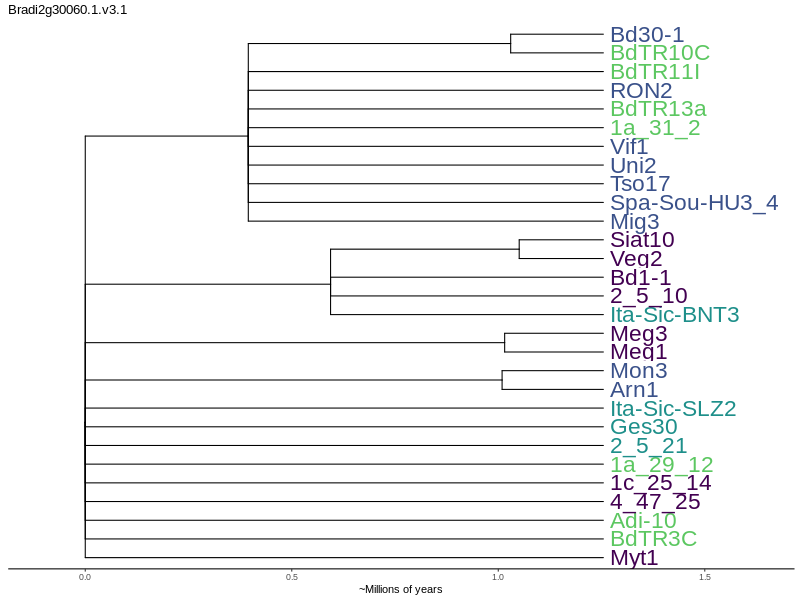 Bradi2g30060.1.v3.1
Bd30-1
BdTR10C
BdTR11I
RON2
BdTR13a
1a_31_2
Vif1
Uni2
Tso17
Spa-Sou-HU3_4
Mig3
Siat10
Veg2
Bd1-1
2_5_10
Ita-Sic-BNT3
Meg3
Meg1
Mon3
Arn1
Ita-Sic-SLZ2
Ges30
2_5_21
1a_29_12
1c_25_14
4_47_25
Adi-10
BdTR3C
Myt1
0.0 0.5 1.0 1.5
~Millions of years